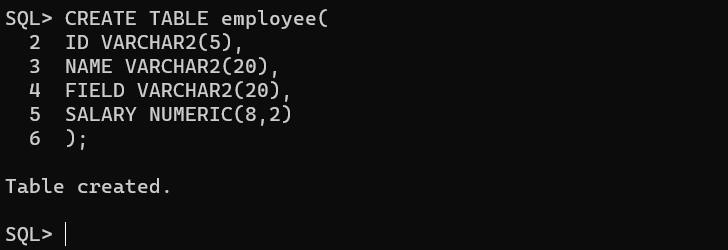 SQL> CREATE TABLE employee(
  2  ID VARCHAR2(5),
  3  NAME VARCHAR2(20),
  4  FIELD VARCHAR2(20),
  5  SALARY NUMERIC(8,2)
  6  );
Table created.
SQL>